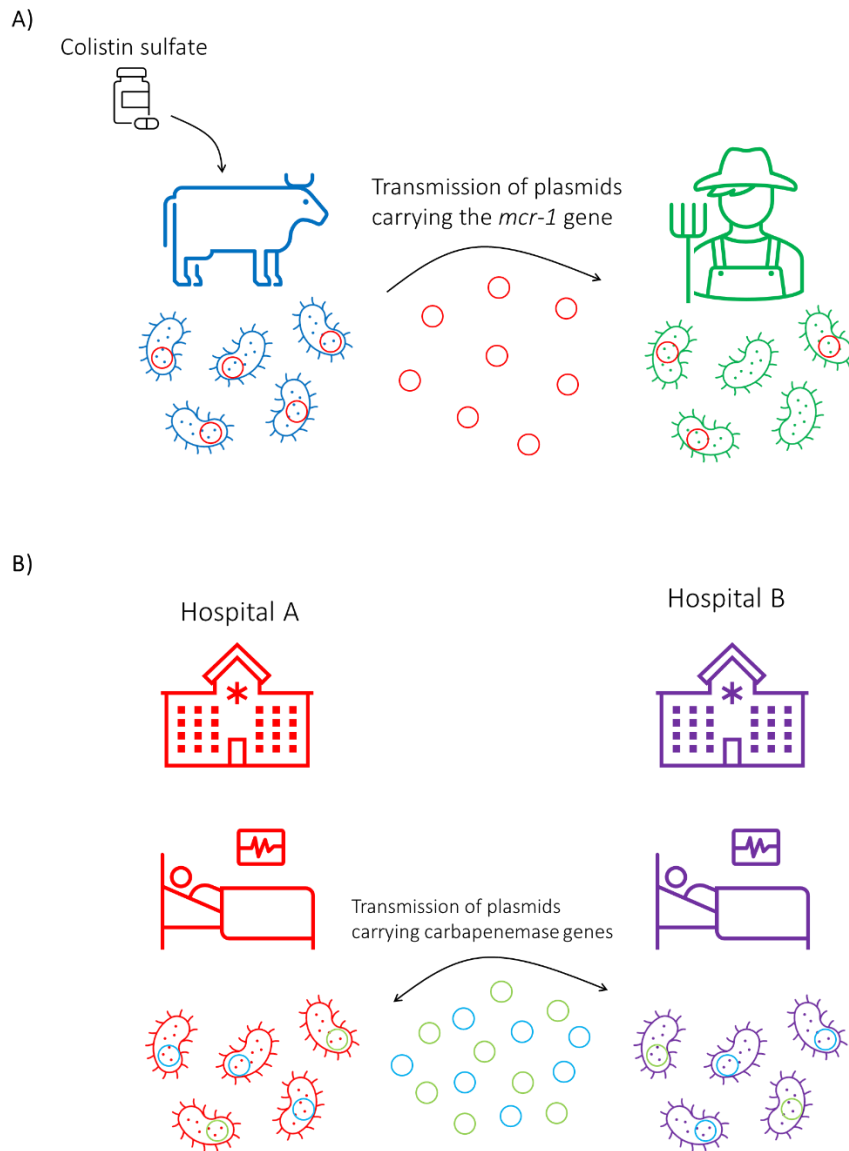 A)
Colistin sulfate
Transmission of plasmids
carrying the mcr-1 gene
B)
Hospital A
Hospital B
Transmission of plasmids
carrying carbapenemase genes